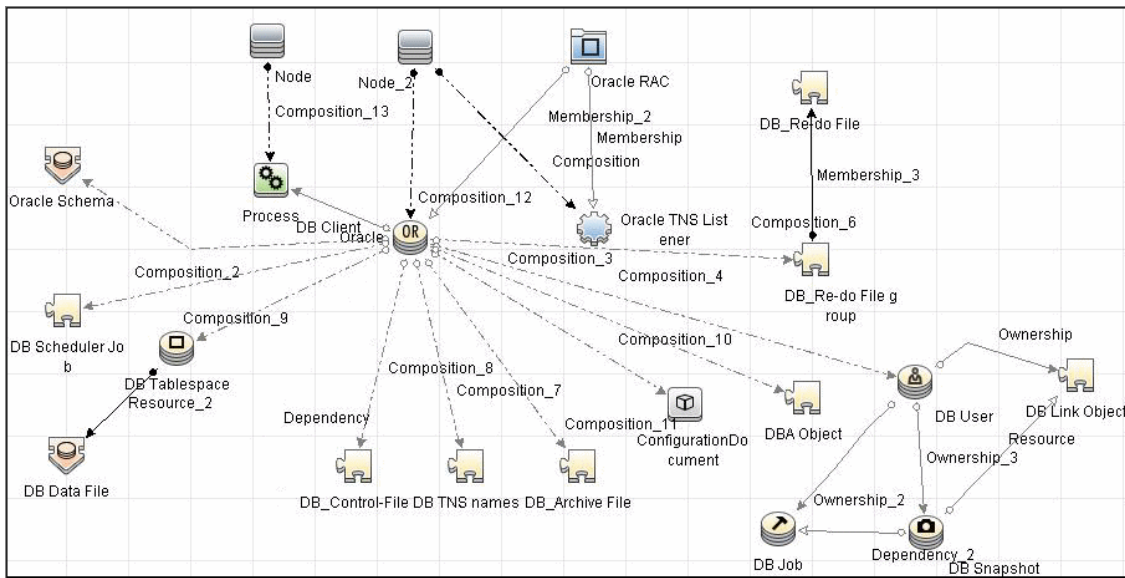 Node
Node_2
Oracle RAC
Composition_13
Membership_2
DB_Re-do File
Membership
Composition
Membership_3
Oracle Schema
Composition_12
Process
DB Client
Oracle
OR
Oracle TNS List
ener
Composition_6
Composition_3
Composition_2
Composition_4
DB_Re-do File g
roup
Composition_9
Composition_10
Ownership
DB Scheduler Jo
b
Composition_8
DB Tablespace
Resource_2
Composition_7
DB User
DB Link Object
Dependency
Composition_11
ConfigurationDo
cument
DBA Object
Resource
Ownership_3
DB Data File
DB_Control-File
DB TNS names
DB_Archive File
Ownership_2
Dependency_2
DB Job
DB Snapshot